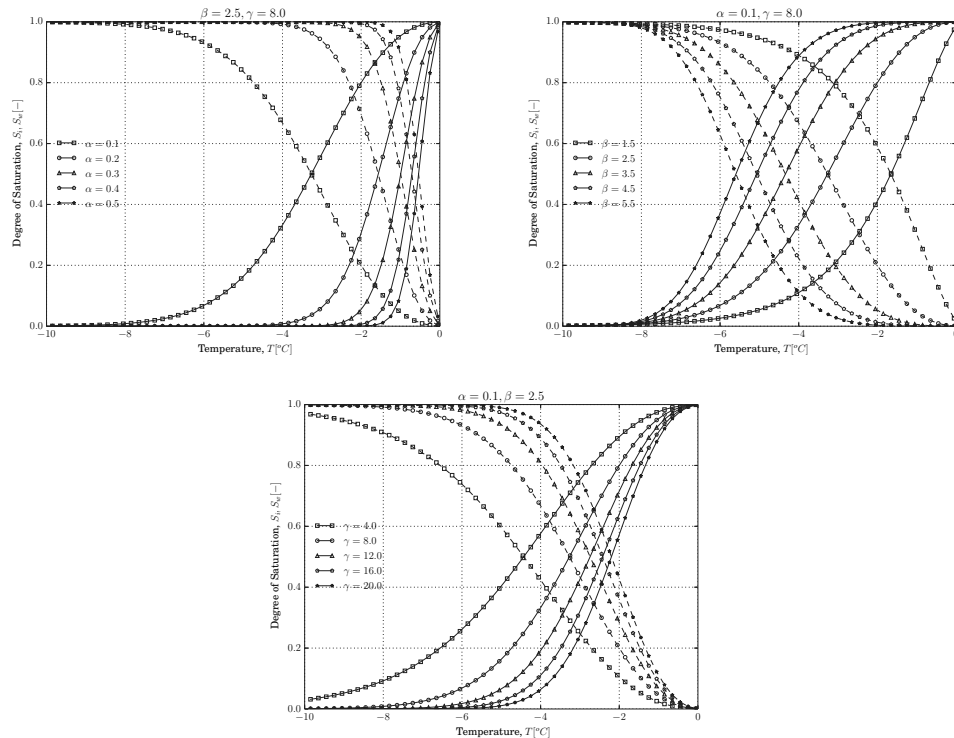 β = 2.5, γ = 8.0
Degree of Saturation, S_i, S_w[−]
1.0
0.8
0.6
0.4
0.2
0.0
α = 0.1
α = 0.2
α = 0.3
α = 0.4
α = 0.5
−10
−8
−6
−4
−2
0
Temperature, T[°C]
α = 0.1, γ = 8.0
Degree of Saturation, S_i, S_w[−]
1.0
0.8
0.6
0.4
0.2
0.0
β = 1.5
β = 2.5
β = 3.5
β = 4.5
β = 5.5
−10
−8
−6
−4
−2
0
Temperature, T[°C]
α = 0.1, β = 2.5
Degree of Saturation, S_i, S_w[−]
1.0
0.8
0.6
0.4
0.2
0.0
γ = 4.0
γ = 8.0
γ = 12.0
γ = 16.0
γ = 20.0
−10
−8
−6
−4
−2
0
Temperature, T[°C]